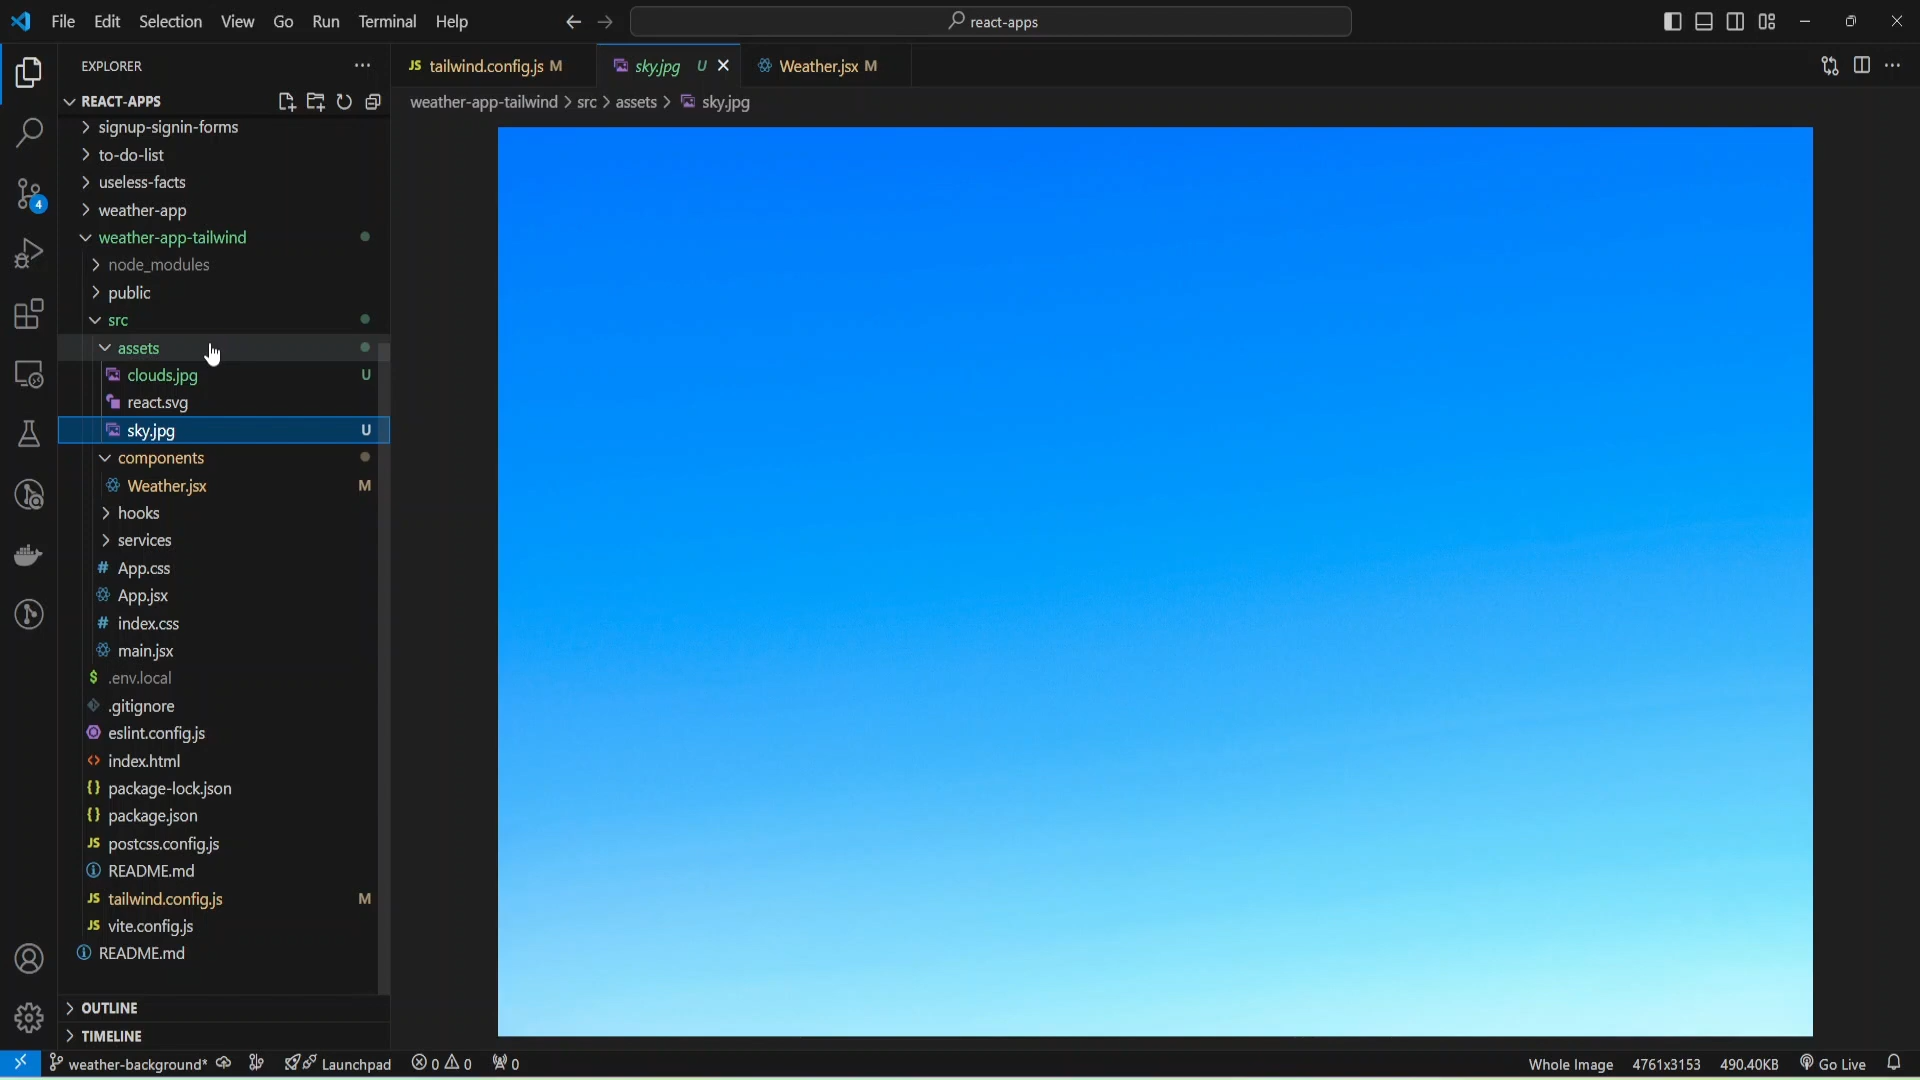 File Edit Selection View Go Run Terminal Help
react-apps
EXPLORER
REACT-APPS
signup-signin-forms
to-do-list
useless-facts
weather-app
weather-app-tailwind
node_modules
public
src
assets
clouds.jpg U
react.svg
sky.jpg U
components
Weather.jsx M
hooks
services
# App.css
App.jsx
# index.css
main.jsx
$ .env.local
.gitignore
eslint.config.js
<> index.html
{} package-lock.json
{} package.json
JS postcss.config.js
README.md
JS tailwind.config.js M
JS vite.config.js
README.md
OUTLINE
TIMELINE
4
JS tailwind.config.js M sky.jpg U Weather.jsx M
weather-app-tailwind > src > assets > sky.jpg
weather-background* Launchpad 0 0 0 Whole Image 4761x3153 490.40KB Go Live